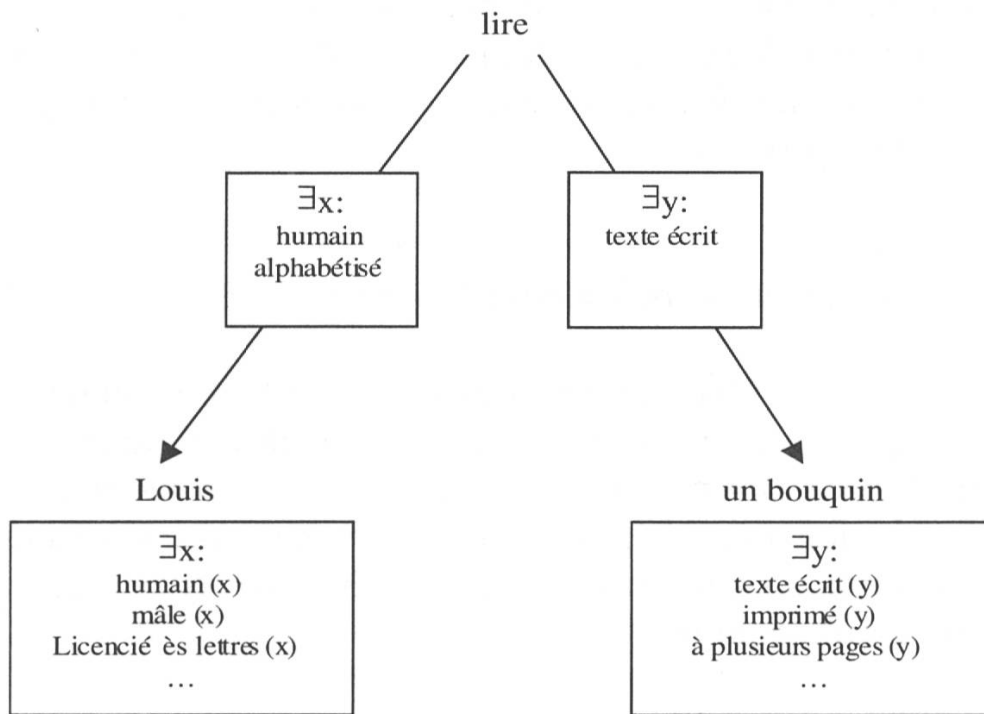 lire
∃x:
humain
alphabétisé
∃y:
texte écrit
Louis
∃x:
humain (x)
mâle (x)
Licencié ès lettres (x)
…
un bouquin
∃y:
texte écrit (y)
imprimé (y)
à plusieurs pages (y)
…